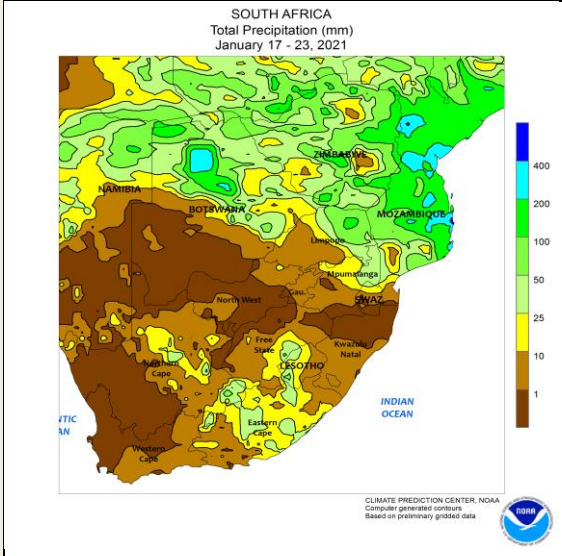 SOUTH AFRICA
Total Precipitation (mm)
January 17 - 23, 2021
ZIMBABWE
NAMIBIA
BOTSWANA
MOZAMBIQUE
Limpopo
Mpumalanga
Gau.
SWAZ.
North West
Free
State
Kwazulu
Natal
LESOTHO
Northern
Cape
Eastern
Cape
Western
Cape
NTIC
AN
INDIAN
OCEAN
400
200
100
50
25
10
1
CLIMATE PREDICTION CENTER, NOAA
Computer generated contours
Based on preliminary gridded data
NOAA